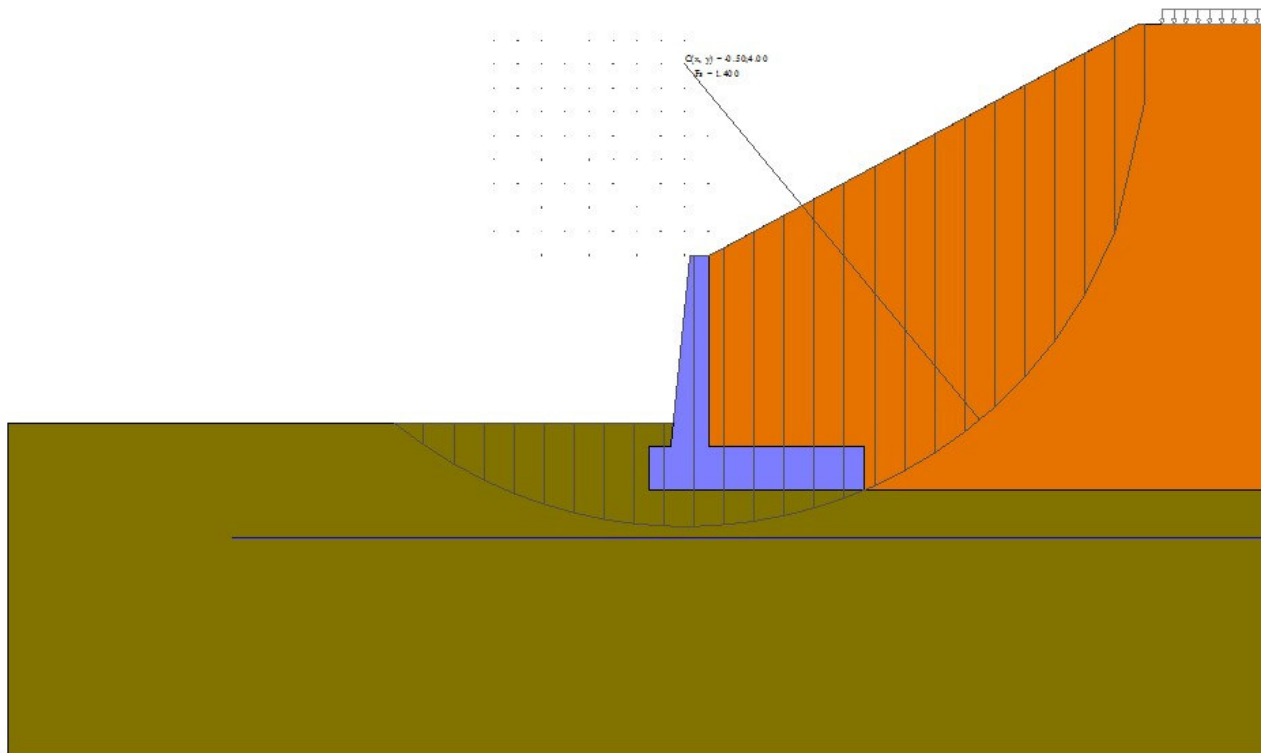 C(x, y) = -0.50;4.00
Fs = 1.400